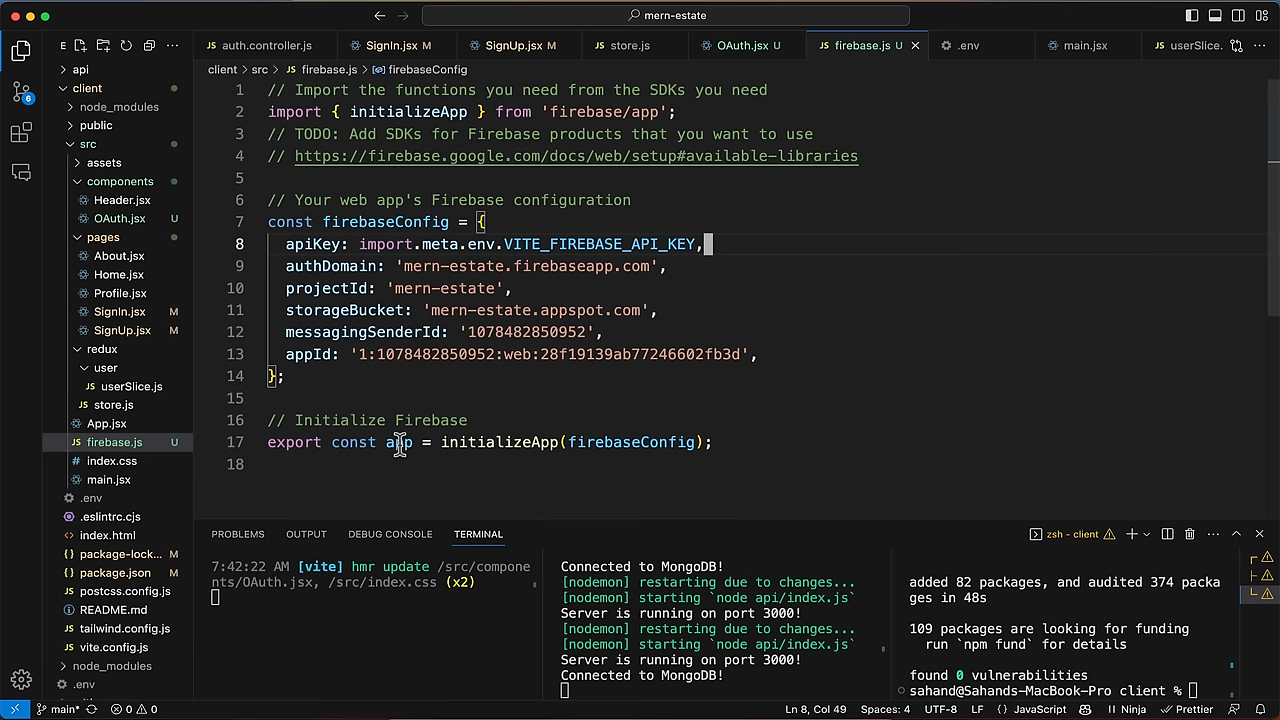 mern-estate
auth.controller.js
SignIn.jsx M
SignUp.jsx M
store.js
OAuth.jsx U
firebase.js U
.env
main.jsx
userSlice.
client > src > JS firebase.js > firebaseConfig
api
client
node_modules
public
src
assets
components
Header.jsx
OAuth.jsx U
pages
About.jsx
Home.jsx
Profile.jsx
SignIn.jsx M
SignUp.jsx M
redux
user
JS userSlice.js
JS store.js
App.jsx
JS firebase.js U
# index.css
main.jsx
.env
.eslintrc.cjs
<> index.html
{} package-lock... M
{} package.json M
JS postcss.config.js
README.md
JS tailwind.config.js
JS vite.config.js
node_modules
.env
1 // Import the functions you need from the SDKs you need
2 import { initializeApp } from 'firebase/app';
3 // TODO: Add SDKs for Firebase products that you want to use
4 // https://firebase.google.com/docs/web/setup#available-libraries
5
6 // Your web app's Firebase configuration
7 const firebaseConfig = {
8 apiKey: import.meta.env.VITE_FIREBASE_API_KEY,
9 authDomain: 'mern-estate.firebaseapp.com',
10 projectId: 'mern-estate',
11 storageBucket: 'mern-estate.appspot.com',
12 messagingSenderId: '1078482850952',
13 appId: '1:1078482850952:web:28f19139ab77246602fb3d',
14 };
15
16 // Initialize Firebase
17 export const app = initializeApp(firebaseConfig);
18
PROBLEMS OUTPUT DEBUG CONSOLE TERMINAL
zsh - client
7:42:22 AM [vite] hmr update /src/compone
nts/OAuth.jsx, /src/index.css (x2)
Connected to MongoDB!
[nodemon] restarting due to changes...
[nodemon] starting `node api/index.js`
Server is running on port 3000!
[nodemon] restarting due to changes...
[nodemon] starting `node api/index.js`
Server is running on port 3000!
Connected to MongoDB!
added 82 packages, and audited 374 packa
ges in 48s
109 packages are looking for funding
run `npm fund` for details
found 0 vulnerabilities
sahand@Sahands-MacBook-Pro client %
main* 0 0
Ln 8, Col 49 Spaces: 4 UTF-8 LF {} JavaScript Ninja Prettier